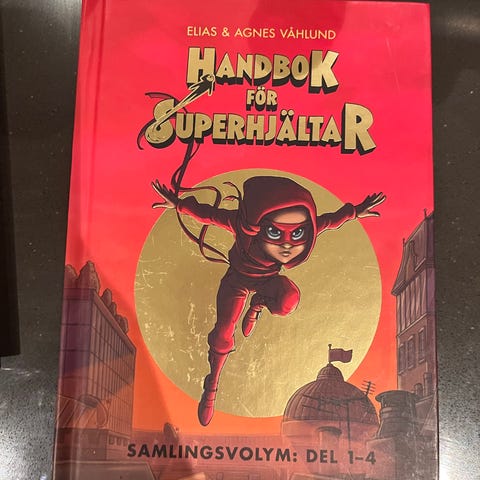 ELIAS & AGNES VÅHLUND
HANDBOK
FÖR
SUPERHJÄLTAR
SAMLINGSVOLYM: DEL 1–4